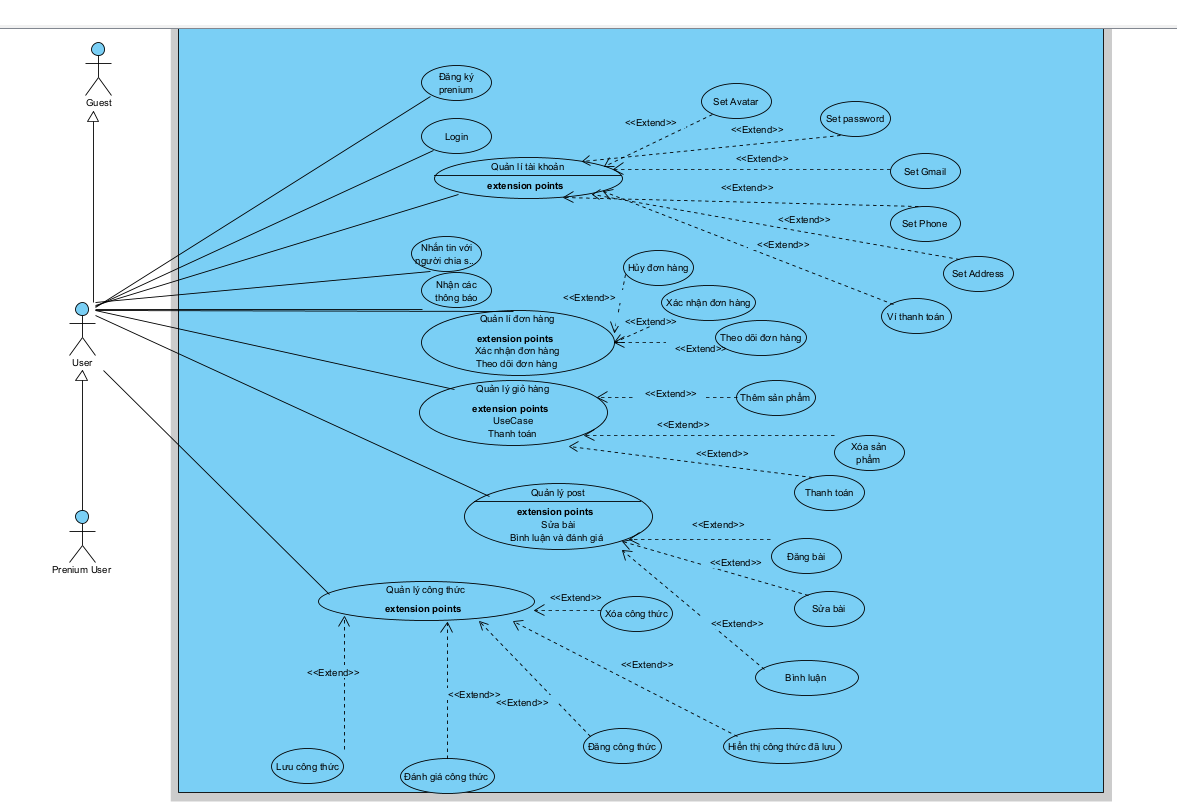 Guest
User
Prenium User
Đăng ký
prenium
Login
Quản lí tài khoản
extension points
Set Avatar
<<Extend>>
Set password
<<Extend>>
<<Extend>>
Set Gmail
<<Extend>>
Set Phone
<<Extend>>
Set Address
<<Extend>>
Ví thanh toán
Nhắn tin với
người chia s...
Nhận các
thông báo
Quản lí đơn hàng
extension points
Xác nhận đơn hàng
Theo dõi đơn hàng
Hủy đơn hàng
<<Extend>>
Xác nhận đơn hàng
<<Extend>>
Theo dõi đơn hàng
<<Extend>>
Quản lý giỏ hàng
extension points
UseCase
Thanh toán
<<Extend>>
Thêm sản phẩm
<<Extend>>
Xóa sản
phẩm
<<Extend>>
Thanh toán
Quản lý post
extension points
Sửa bài
Bình luận và đánh giá
<<Extend>>
Đăng bài
<<Extend>>
Sửa bài
<<Extend>>
Bình luận
Quản lý công thức
extension points
<<Extend>>
Xóa công thức
<<Extend>>
<<Extend>>
<<Extend>>
<<Extend>>
Lưu công thức
Đánh giá công thức
Đăng công thức
Hiển thị công thức đã lưu